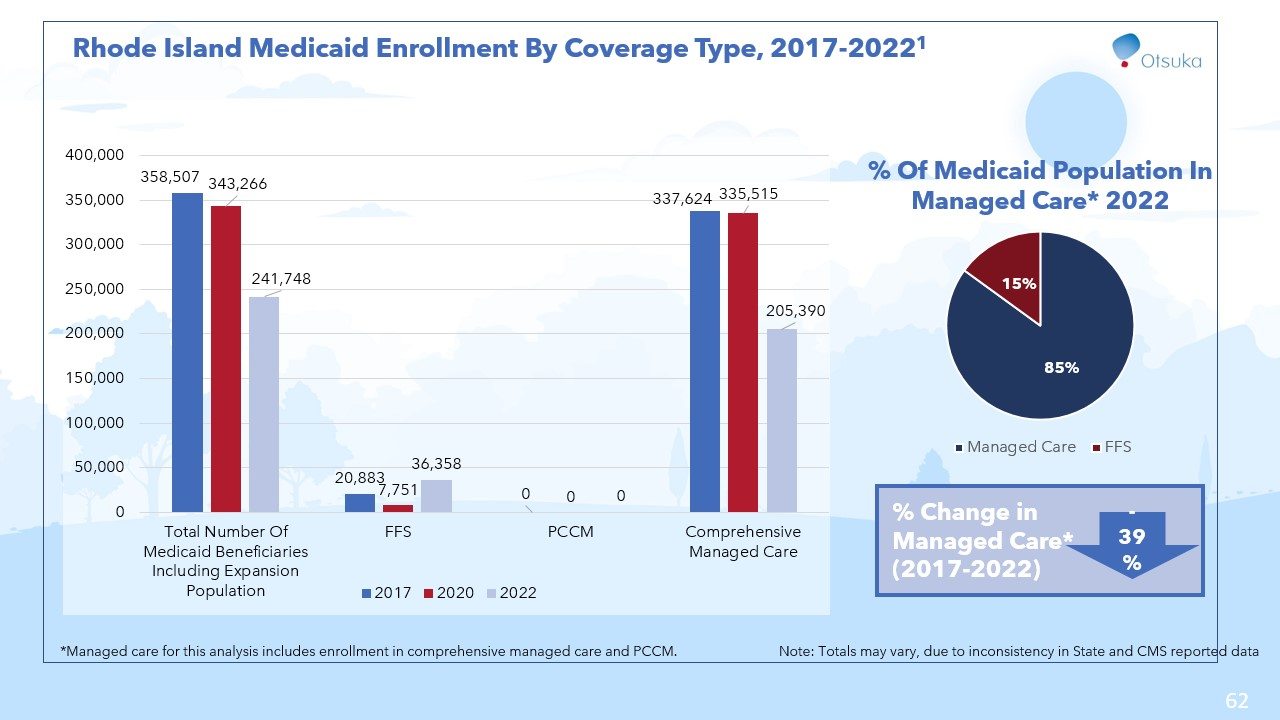 Rhode Island Medicaid Enrollment By Coverage Type, 2017-2022¹
Otsuka
400,000
350,000
300,000
250,000
200,000
150,000
100,000
50,000
0
358,507
343,266
241,748
20,883
7,751
36,358
0
0
0
337,624
335,515
205,390
Total Number Of
Medicaid Beneficiaries
Including Expansion
Population
FFS
PCCM
Comprehensive
Managed Care
2017
2020
2022
% Of Medicaid Population In
Managed Care* 2022
15%
85%
Managed Care
FFS
% Change in
Managed Care*
(2017-2022)
-
39
%
*Managed care for this analysis includes enrollment in comprehensive managed care and PCCM.
Note: Totals may vary, due to inconsistency in State and CMS reported data
62